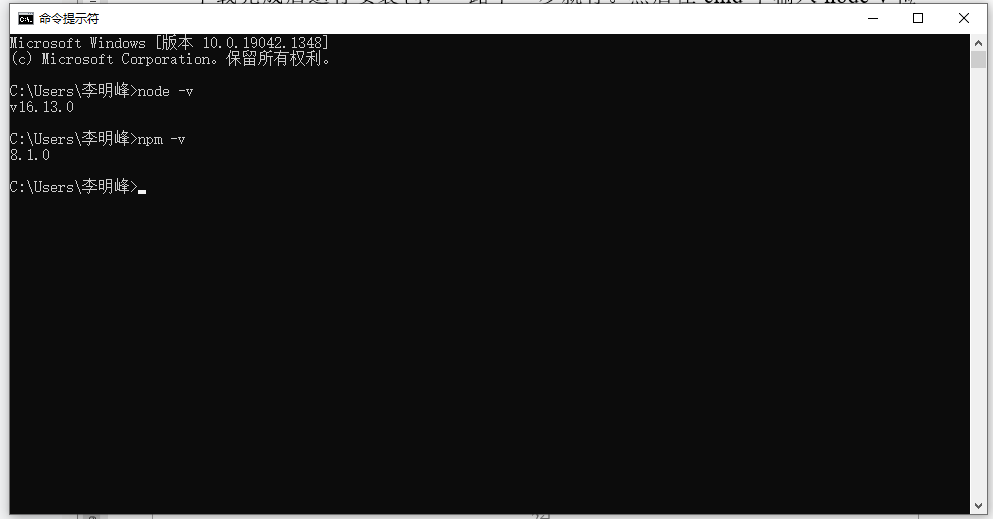 命令提示符
Microsoft Windows [版本 10.0.19042.1348]
(c) Microsoft Corporation。保留所有权利。
C:\Users\李明峰>node -v
v16.13.0
C:\Users\李明峰>npm -v
8.1.0
C:\Users\李明峰>